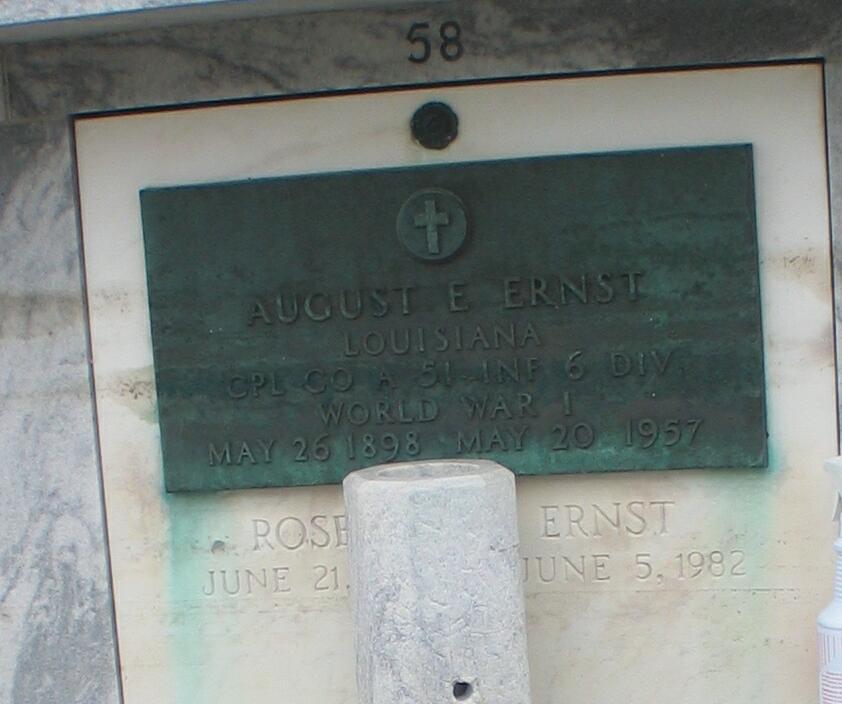 58
AUGUST E ERNST
LOUISIANA
CPL CO A 51 INF 6 DIV
WORLD WAR I
MAY 26 1898 MAY 20 1957
ERNST
JUNE 21, JUNE 5, 1982